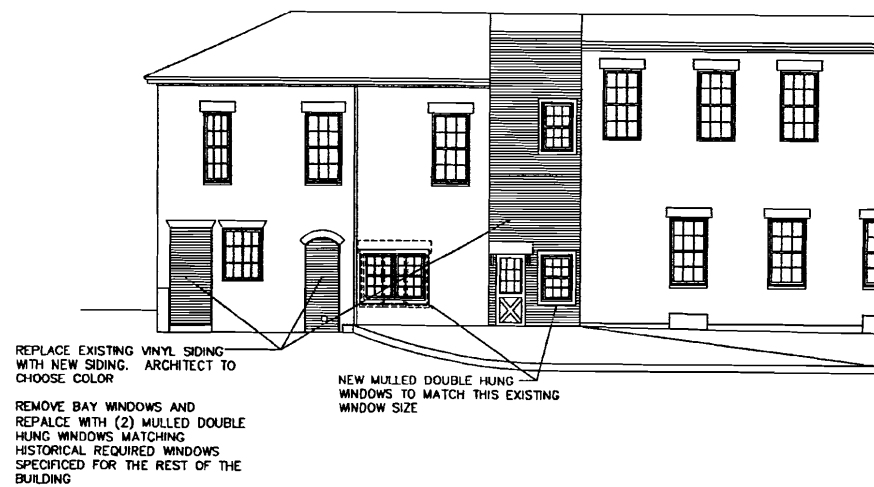 REPLACE EXISTING VINYL SIDING
WITH NEW SIDING. ARCHITECT TO
CHOOSE COLOR
REMOVE BAY WINDOWS AND
REPALCE WITH (2) MULLED DOUBLE
HUNG WINDOWS MATCHING
HISTORICAL REQUIRED WINDOWS
SPECIFICED FOR THE REST OF THE
BUILDING
NEW MULLED DOUBLE HUNG
WINDOWS TO MATCH THIS EXISTING
WINDOW SIZE